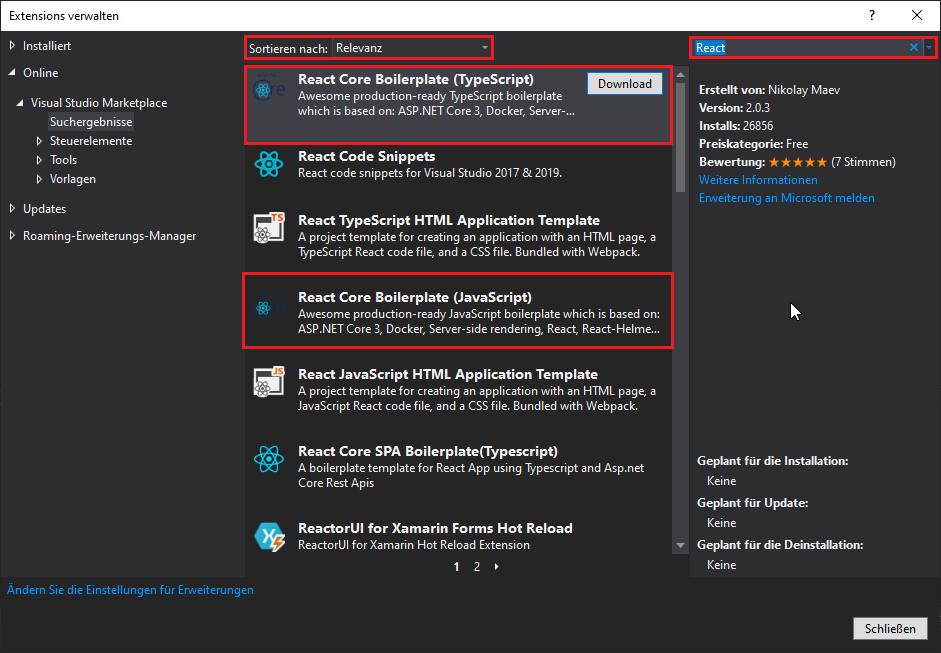 Extensions verwalten
?
Installiert
Online
Visual Studio Marketplace
Suchergebnisse
Steuerelemente
Tools
Vorlagen
Updates
Roaming-Erweiterungs-Manager
Ändern Sie die Einstellungen für Erweiterungen
Sortieren nach: Relevanz
React Core Boilerplate (TypeScript)
Download
Awesome production-ready TypeScript boilerplate
which is based on: ASP.NET Core 3, Docker, Server-...
React Code Snippets
React code snippets for Visual Studio 2017 & 2019.
TS
React TypeScript HTML Application Template
A project template for creating an application with an HTML page, a
TypeScript React code file, and a CSS file. Bundled with Webpack.
React Core Boilerplate (JavaScript)
Awesome production-ready JavaScript boilerplate which is based on:
ASP.NET Core 3, Docker, Server-side rendering, React, React-Helme...
JS
React JavaScript HTML Application Template
A project template for creating an application with an HTML page, a
JavaScript React code file, and a CSS file. Bundled with Webpack.
React Core SPA Boilerplate(Typescript)
A boilerplate template for React App using Typescript and Asp.net
Core Rest Apis
ReactorUI for Xamarin Forms Hot Reload
ReactorUI for Xamarin Hot Reload Extension
1 2
React
Erstellt von: Nikolay Maev
Version: 2.0.3
Installs: 26856
Preiskategorie: Free
Bewertung: ★★★★★ (7 Stimmen)
Weitere Informationen
Erweiterung an Microsoft melden
Geplant für die Installation:
Keine
Geplant für Update:
Keine
Geplant für die Deinstallation:
Keine
Schließen